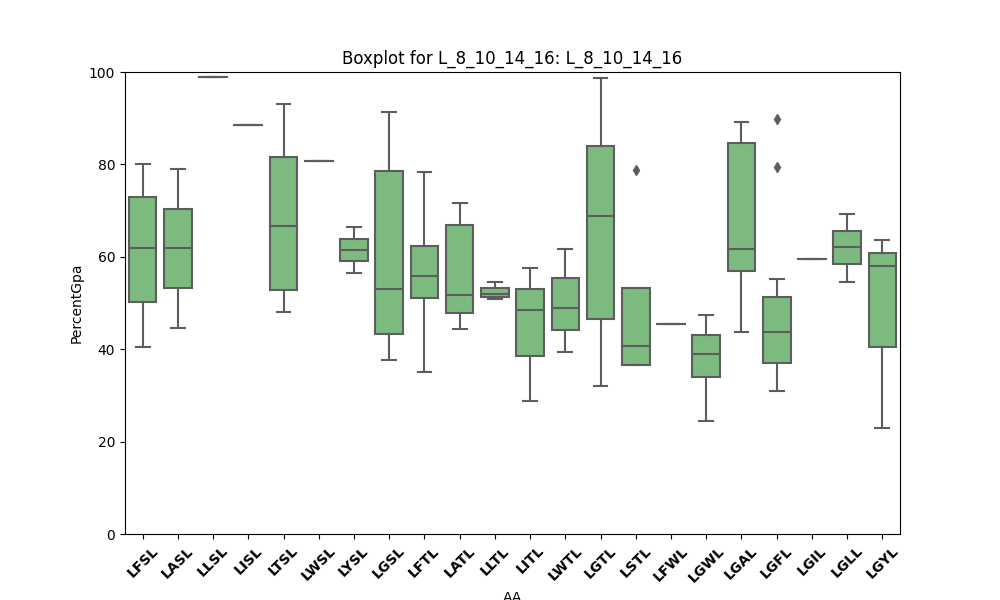 Boxplot for L_8_10_14_16: L_8_10_14_16
100
80
60
40
20
0
PercentGpa
LFSL LASL LLSL LISL LTSL LWSL LYSL LGSL LFTL LATL LLTL LITL LWTL LGTL LSTL LFWL LGWL LGAL LGFL LGIL LGLL LGYL
AA